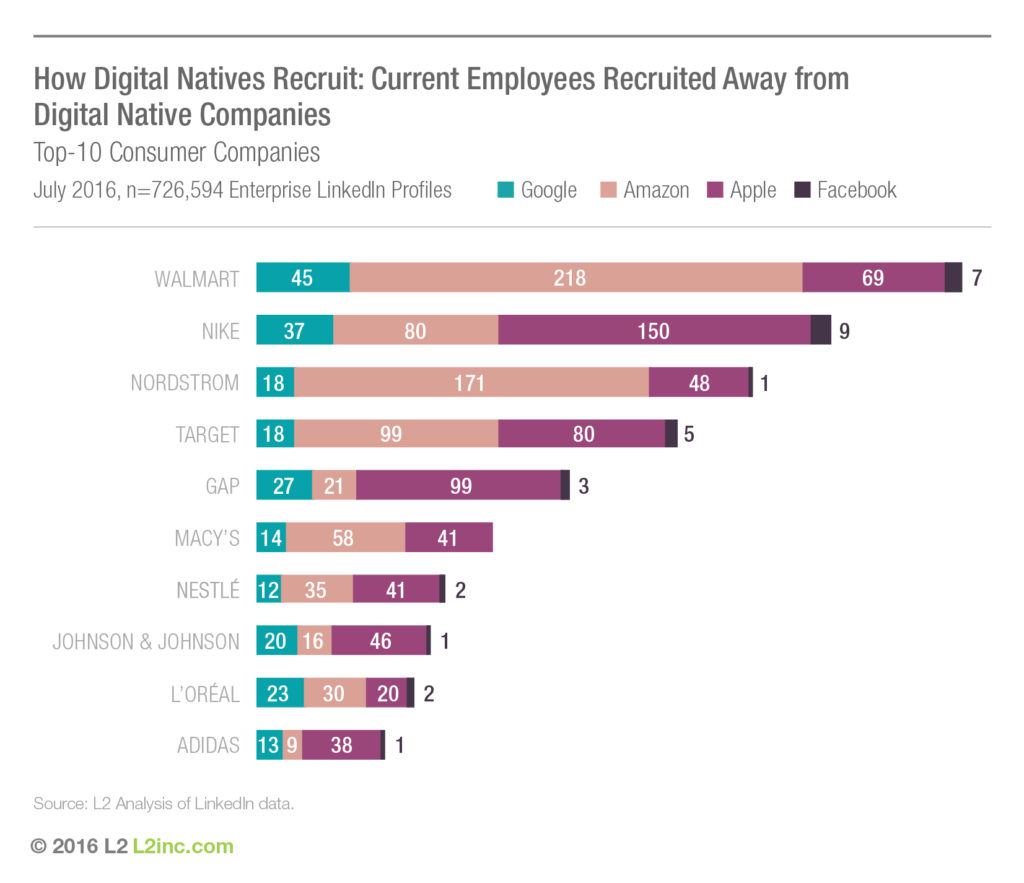 How Digital Natives Recruit: Current Employees Recruited Away from
Digital Native Companies
Top-10 Consumer Companies
July 2016, n=726,594 Enterprise LinkedIn Profiles Google Amazon Apple Facebook
WALMART 45 218 69 7
NIKE 37 80 150 9
NORDSTROM 18 171 48 1
TARGET 18 99 80 5
GAP 27 21 99 3
MACY'S 14 58 41
NESTLÉ 12 35 41 2
JOHNSON & JOHNSON 20 16 46 1
L'ORÉAL 23 30 20 2
ADIDAS 13 9 38 1
Source: L2 Analysis of LinkedIn data.
© 2016 L2 L2inc.com